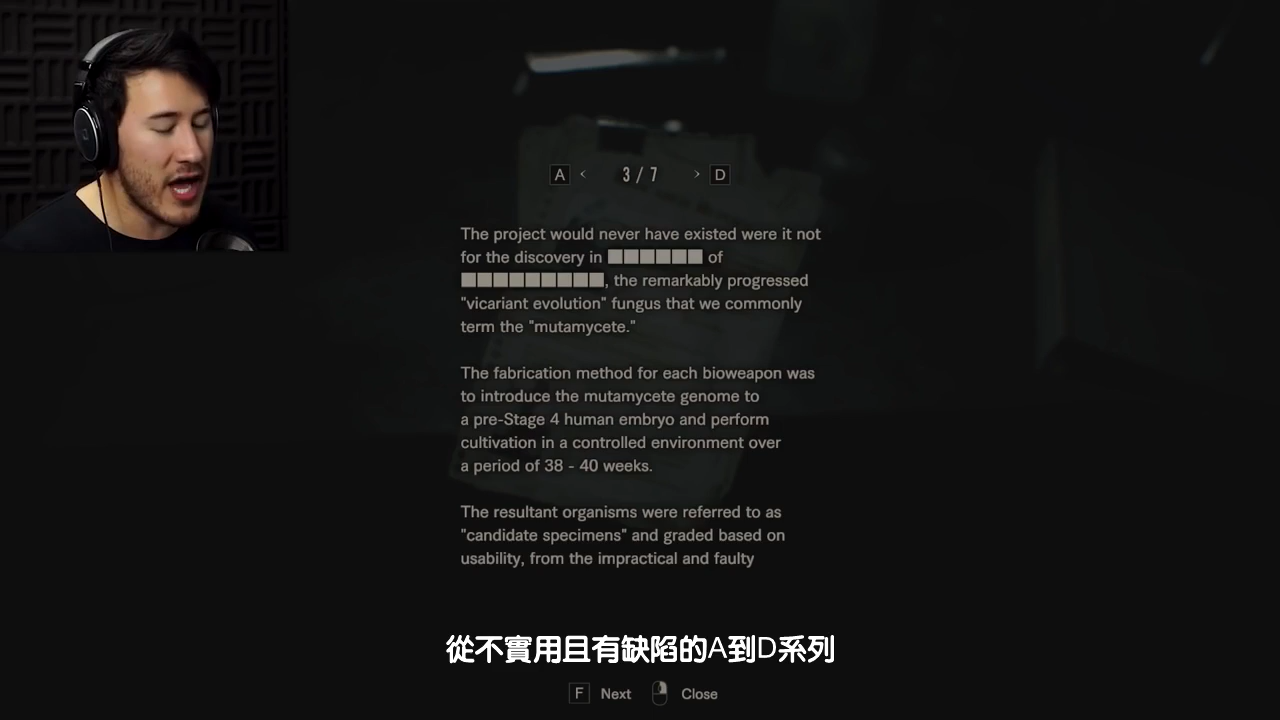 A < 3 / 7 > D
The project would never have existed were it not
for the discovery in ■■■■■■ of
■■■■■■■■■, the remarkably progressed
"vicariant evolution" fungus that we commonly
term the "mutamycete."
The fabrication method for each bioweapon was
to introduce the mutamycete genome to
a pre-Stage 4 human embryo and perform
cultivation in a controlled environment over
a period of 38 - 40 weeks.
The resultant organisms were referred to as
"candidate specimens" and graded based on
usability, from the impractical and faulty
從不實用且有缺陷的A到D系列
F Next Close